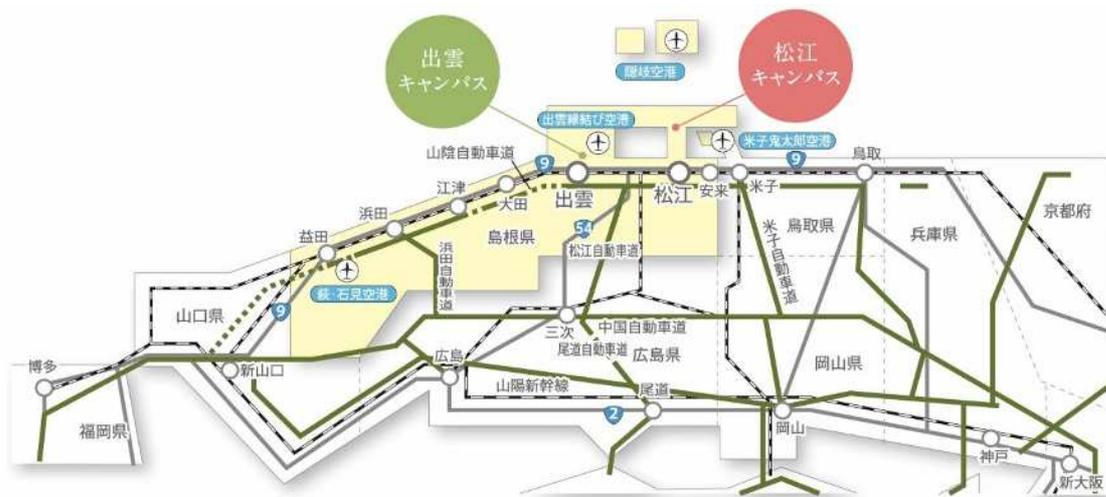 出雲
キャンパス
松江
キャンパス
隠岐空港
出雲縁結び空港
米子鬼太郎空港
山陰自動車道
9
9
鳥取
江津
大田
出雲
松江
安来
米子
浜田
益田
島根県
54
松江自動車道
浜田自動車道
米子自動車道
鳥取県
兵庫県
京都府
萩・石見空港
9
山口県
三次
中国自動車道
尾道自動車道
広島県
岡山県
博多
新山口
広島
山陽新幹線
尾道
2
岡山
福岡県
神戸
新大阪